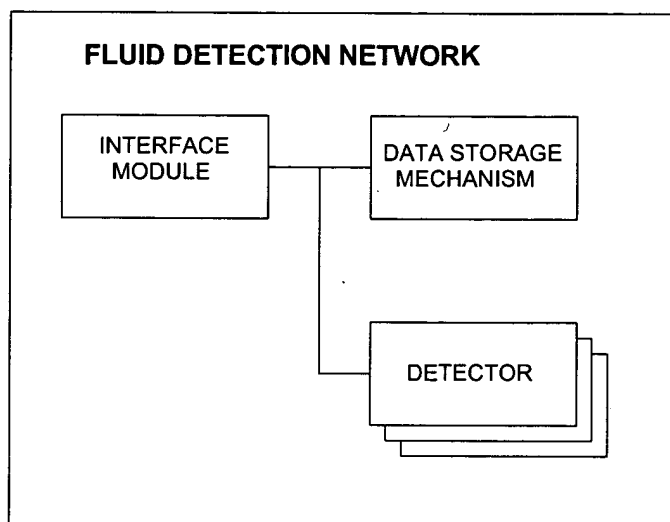 FLUID DETECTION NETWORK
INTERFACE
MODULE
DATA STORAGE
MECHANISM
DETECTOR